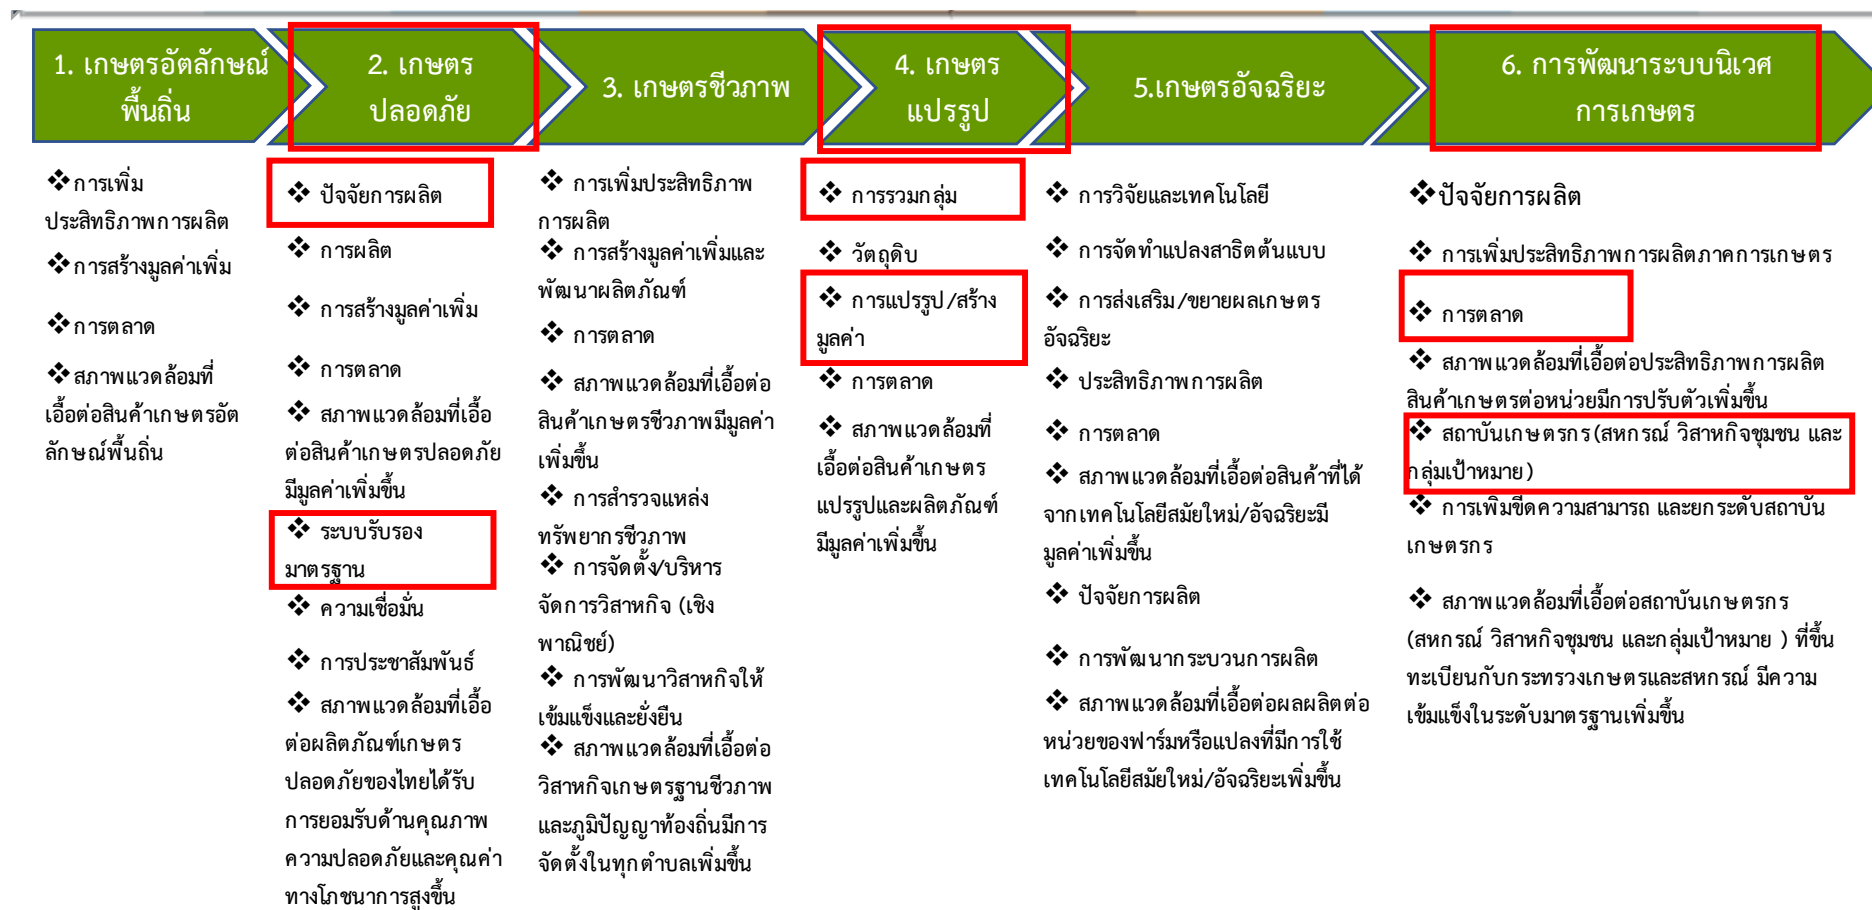 1. เกษตรอัตลักษณ์
พื้นถิ่น
2. เกษตร
ปลอดภัย
3. เกษตรชีวภาพ
4. เกษตร
แปรรูป
5.เกษตรอัจฉริยะ
6. การพัฒนาระบบนิเวศ
การเกษตร
❖การเพิ่ม
ประสิทธิภาพการผลิต
❖การสร้างมูลค่าเพิ่ม
❖การตลาด
❖สภาพแวดล้อมที่
เอื้อต่อสินค้าเกษตรอัต
ลักษณ์พื้นถิ่น
❖ ปัจจัยการผลิต
❖ การผลิต
❖ การสร้างมูลค่าเพิ่ม
❖ การตลาด
❖ สภาพแวดล้อมที่เอื้อ
ต่อสินค้าเกษตรปลอดภัย
มีมูลค่าเพิ่มขึ้น
❖ ระบบรับรอง
มาตรฐาน
❖ ความเชื่อมั่น
❖ การประชาสัมพันธ์
❖ สภาพแวดล้อมที่เอื้อ
ต่อผลิตภัณฑ์เกษตร
ปลอดภัยของไทยได้รับ
การยอมรับด้านคุณภาพ
ความปลอดภัยและคุณค่า
ทางโภชนาการสูงขึ้น
❖ การเพิ่มประสิทธิภาพ
การผลิต
❖ การสร้างมูลค่าเพิ่มและ
พัฒนาผลิตภัณฑ์
❖ การตลาด
❖ สภาพแวดล้อมที่เอื้อต่อ
สินค้าเกษตรชีวภาพมีมูลค่า
เพิ่มขึ้น
❖ การสำรวจแหล่ง
ทรัพยากรชีวภาพ
❖ การจัดตั้ง/บริหาร
จัดการวิสาหกิจ (เชิง
พาณิชย์)
❖ การพัฒนาวิสาหกิจให้
เข้มแข็งและยั่งยืน
❖ สภาพแวดล้อมที่เอื้อต่อ
วิสาหกิจเกษตรฐานชีวภาพ
และภูมิปัญญาท้องถิ่นมีการ
จัดตั้งในทุกตำบลเพิ่มขึ้น
❖ การรวมกลุ่ม
❖ วัตถุดิบ
❖ การแปรรูป/สร้าง
มูลค่า
❖ การตลาด
❖ สภาพแวดล้อมที่
เอื้อต่อสินค้าเกษตร
แปรรูปและผลิตภัณฑ์
มีมูลค่าเพิ่มขึ้น
❖ การวิจัยและเทคโนโลยี
❖ การจัดทำแปลงสาธิตต้นแบบ
❖ การส่งเสริม/ขยายผลเกษตร
อัจฉริยะ
❖ ประสิทธิภาพการผลิต
❖ การตลาด
❖ สภาพแวดล้อมที่เอื้อต่อสินค้าที่ได้
จากเทคโนโลยีสมัยใหม่/อัจฉริยะมี
มูลค่าเพิ่มขึ้น
❖ ปัจจัยการผลิต
❖ การพัฒนากระบวนการผลิต
❖ สภาพแวดล้อมที่เอื้อต่อผลผลิตต่อ
หน่วยของฟาร์มหรือแปลงที่มีการใช้
เทคโนโลยีสมัยใหม่/อัจฉริยะเพิ่มขึ้น
❖ปัจจัยการผลิต
❖ การเพิ่มประสิทธิภาพการผลิตภาคการเกษตร
❖ การตลาด
❖ สภาพแวดล้อมที่เอื้อต่อประสิทธิภาพการผลิต
สินค้าเกษตรต่อหน่วยมีการปรับตัวเพิ่มขึ้น
❖ สถาบันเกษตรกร(สหกรณ์ วิสาหกิจชุมชน และ
กลุ่มเป้าหมาย)
❖ การเพิ่มขีดความสามารถ และยกระดับสถาบัน
เกษตรกร
❖ สภาพแวดล้อมที่เอื้อต่อสถาบันเกษตรกร
(สหกรณ์ วิสาหกิจชุมชน และกลุ่มเป้าหมาย ) ที่ขึ้น
ทะเบียนกับกระทรวงเกษตรและสหกรณ์ มีความ
เข้มแข็งในระดับมาตรฐานเพิ่มขึ้น